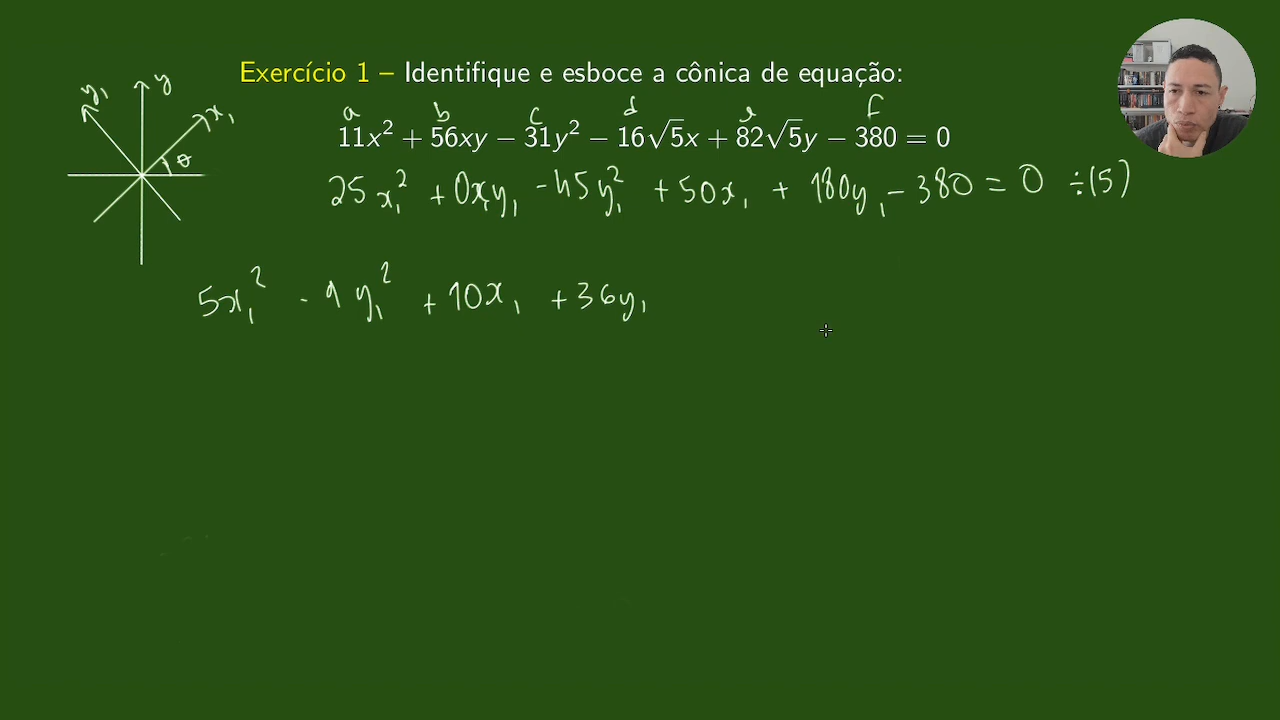 Exercício 1 – Identifique e esboce a cônica de equação:
y₁ y x₁ θ
a b c d e f
11x² + 56xy − 31y² − 16√5x + 82√5y − 380 = 0
25x₁² + 0x₁y₁ - 45y₁² + 50x₁ + 180y₁ - 380 = 0 ÷(5)
5x₁² - 9y₁² + 10x₁ + 36y₁